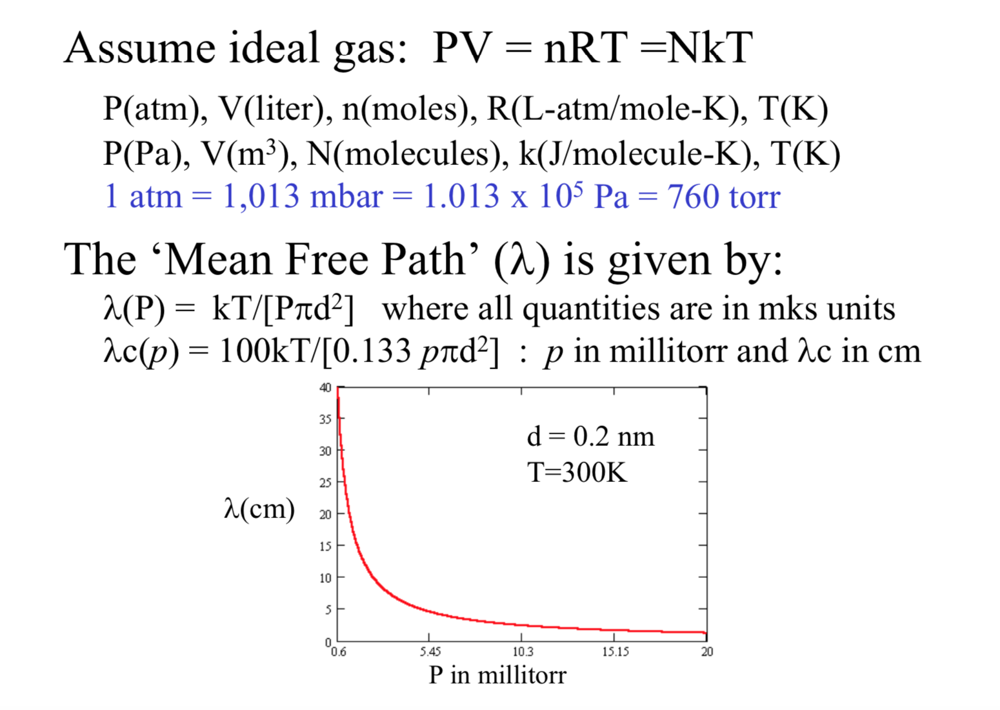 Assume ideal gas:  PV = nRT =NkT
P(atm), V(liter), n(moles), R(L-atm/mole-K), T(K)
P(Pa), V(m³), N(molecules), k(J/molecule-K), T(K)
1 atm = 1,013 mbar = 1.013 x 10⁵ Pa = 760 torr
The ‘Mean Free Path’ (λ) is given by:
λ(P) =  kT/[Pπd²]   where all quantities are in mks units
λc(p) = 100kT/[0.133 pπd²]  :  p in millitorr and λc in cm
40
35
30
25
20
15
10
5
0
d = 0.2 nm
T=300K
λ(cm)
0.6 5.45 10.3 15.15 20
P in millitorr